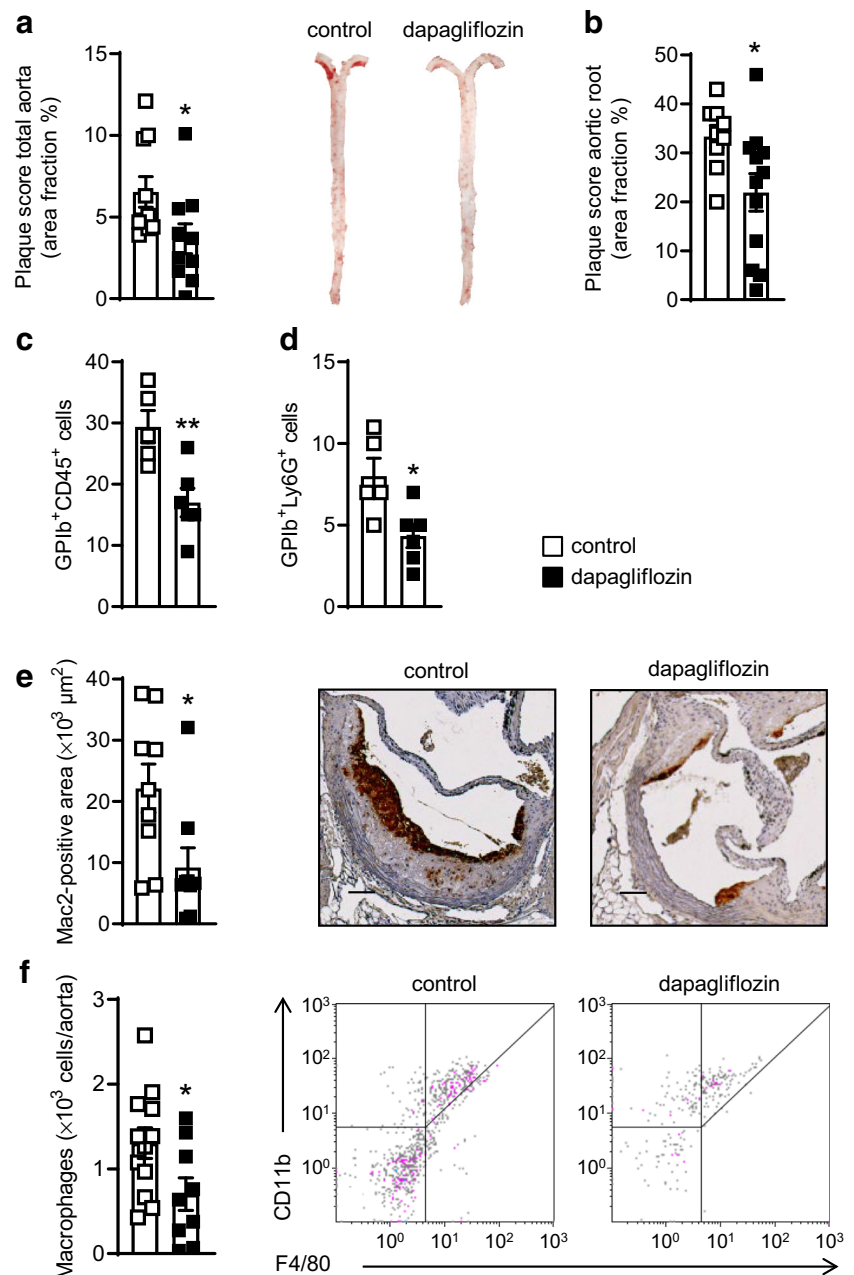 a
Plaque score total aorta
(area fraction %)
15
10
5
0
*
control
dapagliflozin
b
Plaque score aortic root
(area fraction %)
50
40
30
20
10
0
*
c
GPIb⁺CD45⁺ cells
40
30
20
10
0
**
d
GPIb⁺Ly6G⁺ cells
15
10
5
0
*
control
dapagliflozin
e
Mac2-positive area (×10³ µm²)
40
30
20
10
0
*
control
dapagliflozin
f
Macrophages (×10³ cells/aorta)
3
2
1
0
*
control
dapagliflozin
CD11b
10³
10²
10¹
10⁰
10⁰ 10¹ 10² 10³
10³
10²
10¹
10⁰
10⁰ 10¹ 10² 10³
F4/80